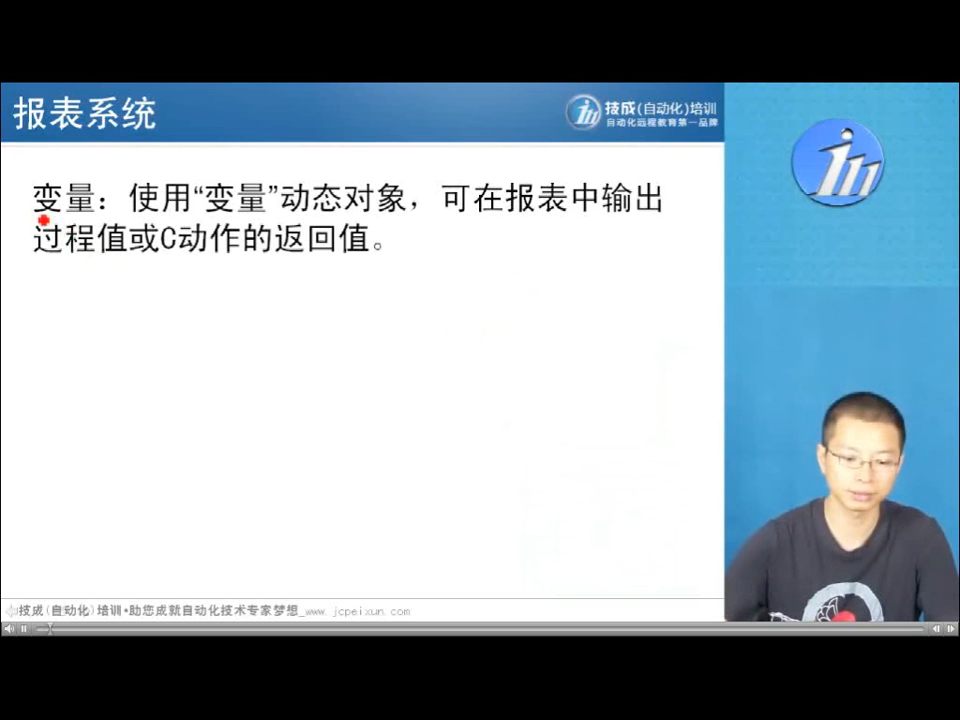 报表系统
技成(自动化)培训
自动化远程教育第一品牌
变量：使用“变量”动态对象，可在报表中输出
过程值或C动作的返回值。
技成(自动化)培训•助您成就自动化技术专家梦想_www.jcpeixun.com